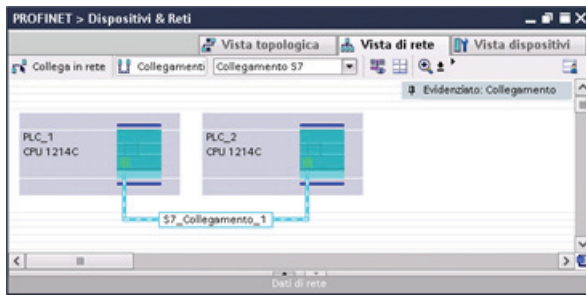 PROFINET > Dispositivi & Reti
Vista topologica Vista di rete Vista dispositivi
Collega in rete Collegamenti Collegamento S7
Evidenziato: Collegamento
PLC_1 PLC_2
CPU 1214C CPU 1214C
S7_Collegamento_1
Dati di rete